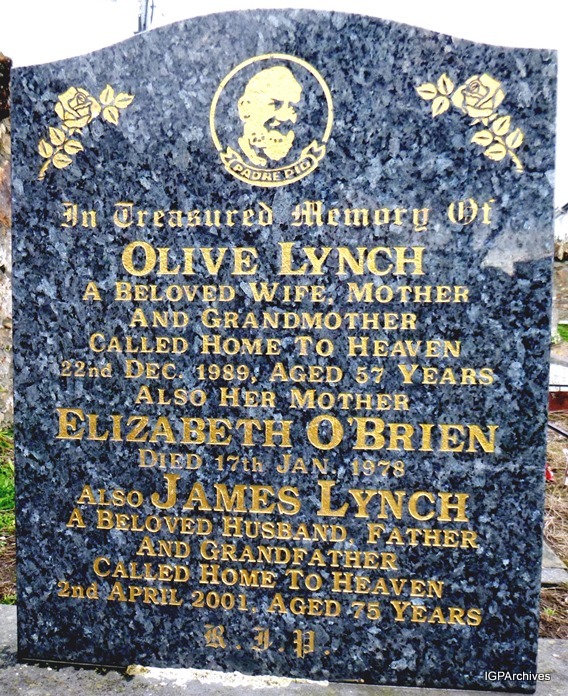 PADRE PIO
In Treasured Memory Of
OLIVE LYNCH
A BELOVED WIFE, MOTHER
AND GRANDMOTHER
CALLED HOME TO HEAVEN
22nd DEC. 1989, AGED 57 YEARS
ALSO HER MOTHER
ELIZABETH O'BRIEN
DIED 17th JAN. 1978
ALSO JAMES LYNCH
A BELOVED HUSBAND, FATHER
AND GRANDFATHER
CALLED HOME TO HEAVEN
2nd APRIL 2001, AGED 75 YEARS
R.I.P.
IGPArchives